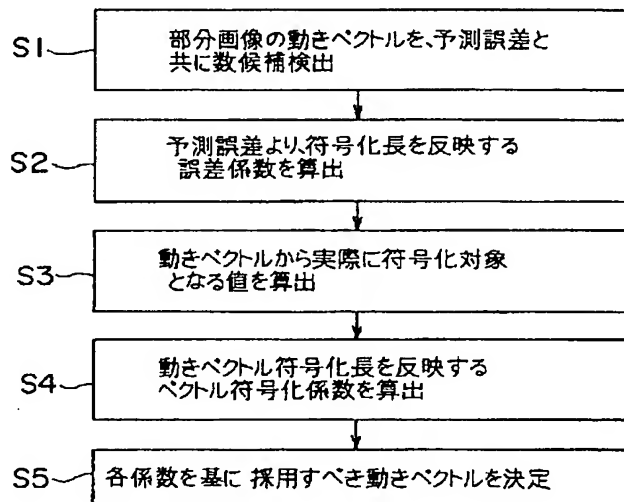 S1
部分画像の動きベクトルを、予測誤差と
共に数候補検出
S2
予測誤差より、符号化長を反映する
誤差係数を算出
S3
動きベクトルから実際に符号化対象
となる値を算出
S4
動きベクトル符号化長を反映する
ベクトル符号化係数を算出
S5
各係数を基に採用すべき動きベクトルを決定